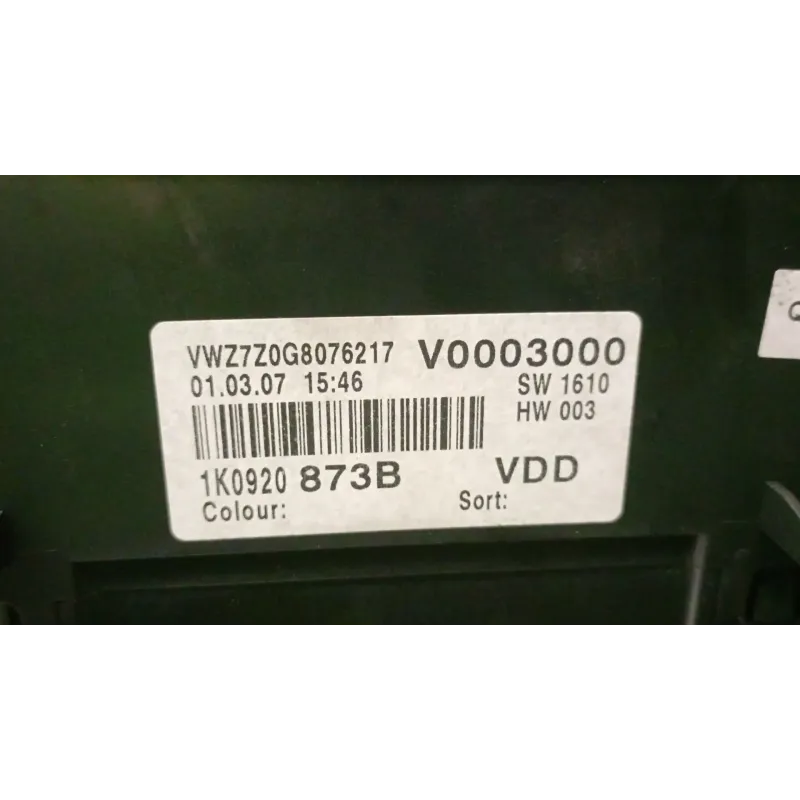 VWZ7Z0G8076217 V0003000
01.03.07 15:46 SW 1610
HW 003
1K0920 873B VDD
Colour: Sort: